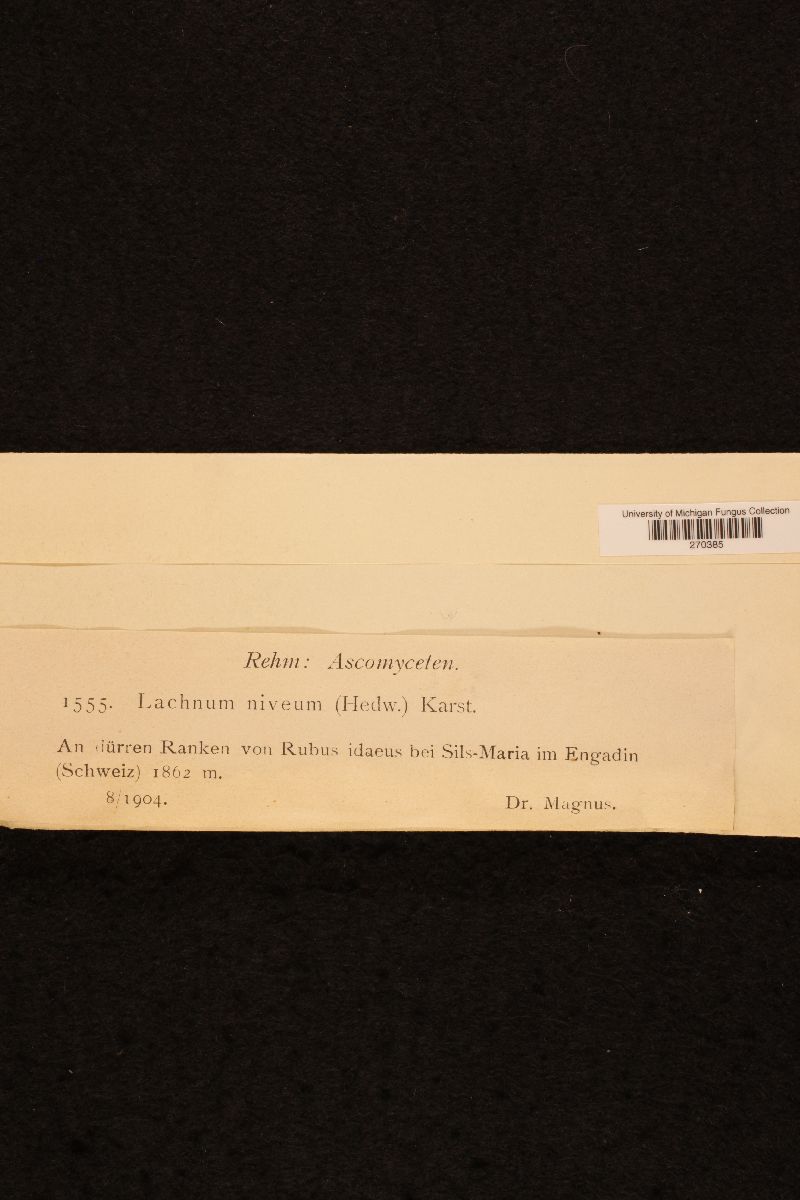 University of Michigan Fungus Collection
270385
Rehm: Ascomyceten.
1555. Lachnum niveum (Hedw.) Karst.
An dürren Ranken von Rubus idaeus bei Sils-Maria im Engadin
(Schweiz) 1862 m.
8/1904.
Dr. Magnus.